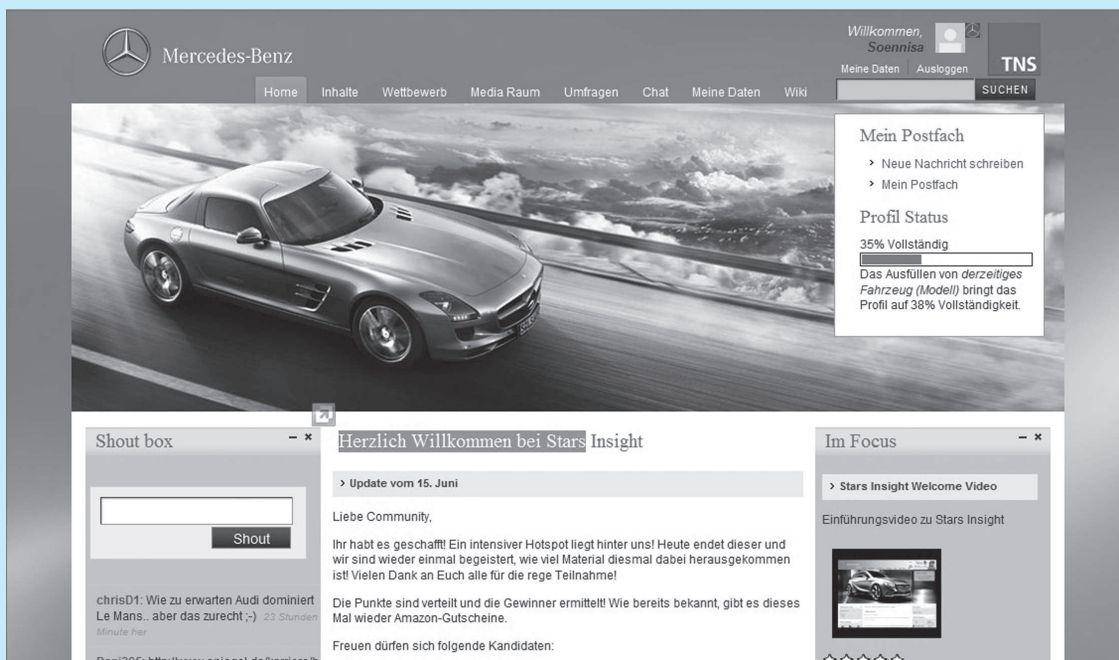 Mercedes-Benz
Willkommen,
Soennisa
Meine Daten Ausloggen
TNS
Home Inhalte Wettbewerb Media Raum Umfragen Chat Meine Daten Wiki
SUCHEN
Mein Postfach
› Neue Nachricht schreiben
› Mein Postfach
Profil Status
35% Vollständig
Das Ausfüllen von derzeitiges
Fahrzeug (Modell) bringt das
Profil auf 38% Vollständigkeit.
Shout box
Shout
chrisD1: Wie zu erwarten Audi dominiert
Le Mans.. aber das zurecht ;-) 23 Stunden
Minute her
Herzlich Willkommen bei Stars Insight
› Update vom 15. Juni
Liebe Community,
Ihr habt es geschafft! Ein intensiver Hotspot liegt hinter uns! Heute endet dieser und
wir sind wieder einmal begeistert, wie viel Material diesmal dabei herausgekommen
ist! Vielen Dank an Euch alle für die rege Teilnahme!
Die Punkte sind verteilt und die Gewinner ermittelt! Wie bereits bekannt, gibt es dieses
Mal wieder Amazon-Gutscheine.
Freuen dürfen sich folgende Kandidaten:
Im Focus
› Stars Insight Welcome Video
Einführungsvideo zu Stars Insight